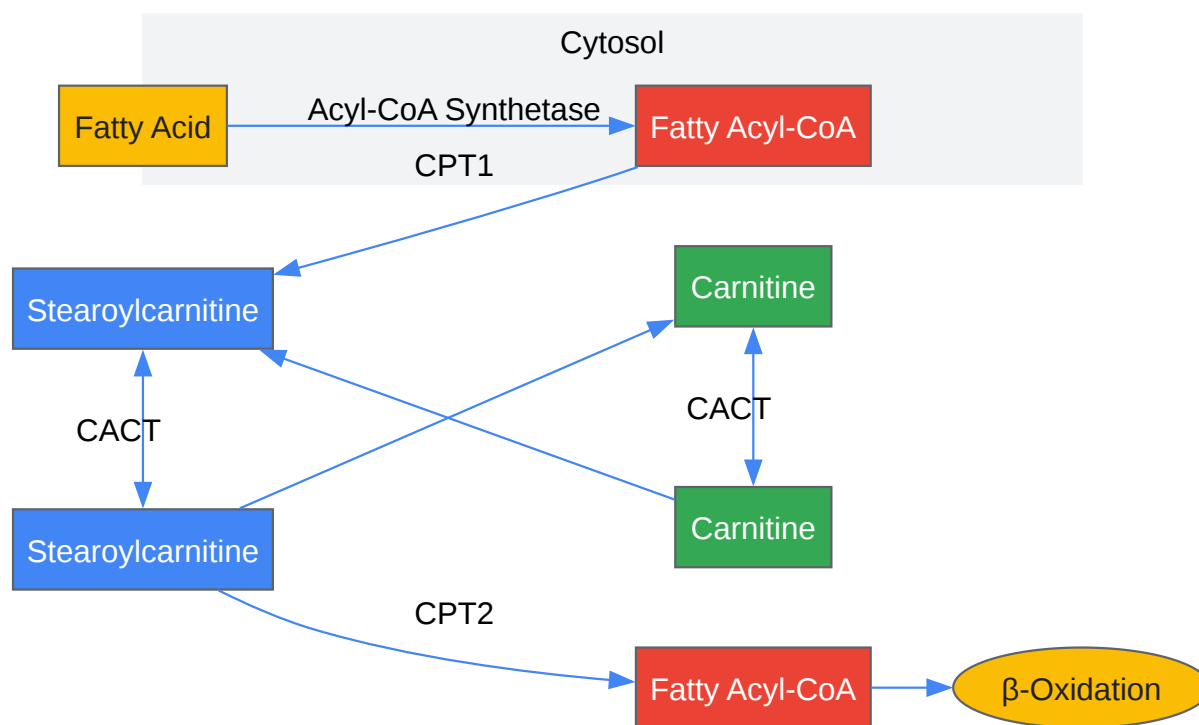 Cytosol
Fatty Acid
Acyl-CoA Synthetase
Fatty Acyl-CoA
CPT1
Stearoylcarnitine
Carnitine
CACT
CACT
Stearoylcarnitine
Carnitine
CPT2
Fatty Acyl-CoA
β-Oxidation